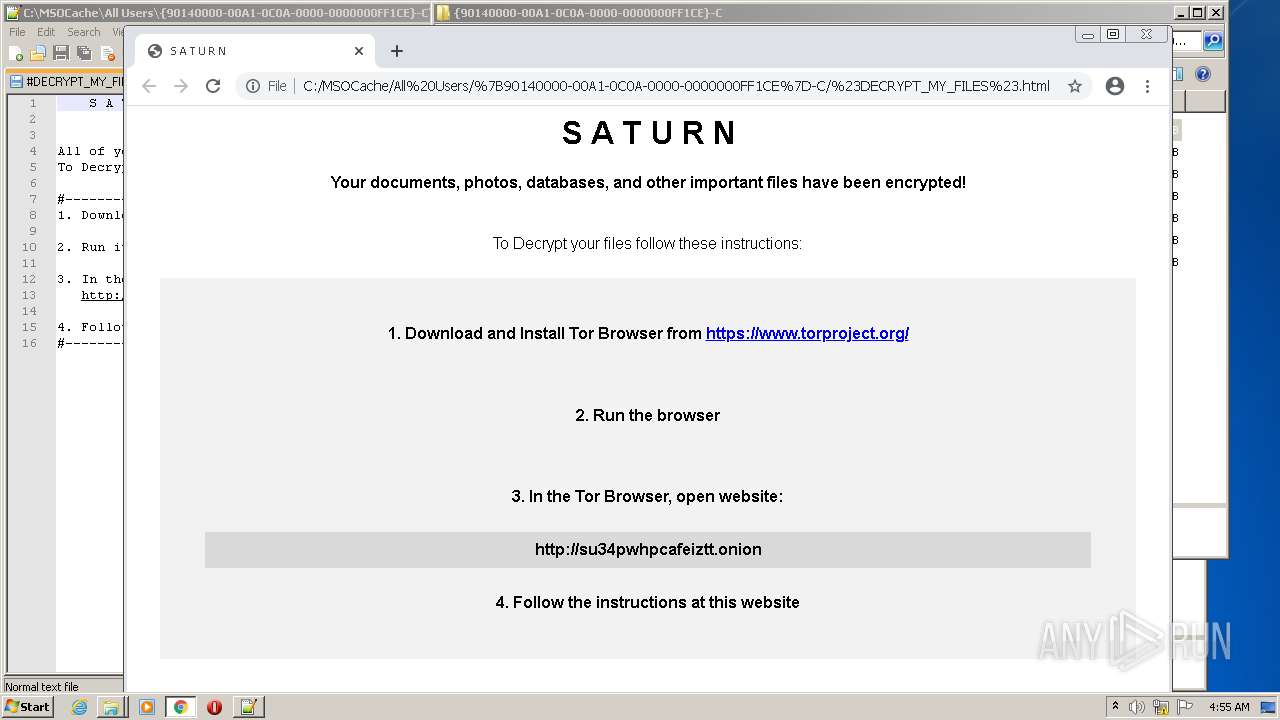 C:\MSOCache\All Users\{90140000-00A1-0C0A-0000-0000000FF1CE}-C
{90140000-00A1-0C0A-0000-0000000FF1CE}-C
File Edit Search
S A T U R N
File C:/MSOCache/All%20Users/%7B90140000-00A1-0C0A-0000-0000000FF1CE%7D-C/%23DECRYPT_MY_FILES%23.html
#DECRYPT_MY_FI
1 S A
2
3
4 All of
5 To Decry
6
7 #-------
8 1. Downl
9
10 2. Run i
11
12 3. In the
13 http:/
14
15 4. Follo
16 #-------
S A T U R N
Your documents, photos, databases, and other important files have been encrypted!
To Decrypt your files follow these instructions:
1. Download and Install Tor Browser from https://www.torproject.org/
2. Run the browser
3. In the Tor Browser, open website:
http://su34pwhpcafeiztt.onion
4. Follow the instructions at this website
ANY RUN
Normal text file
Start
4:55 AM